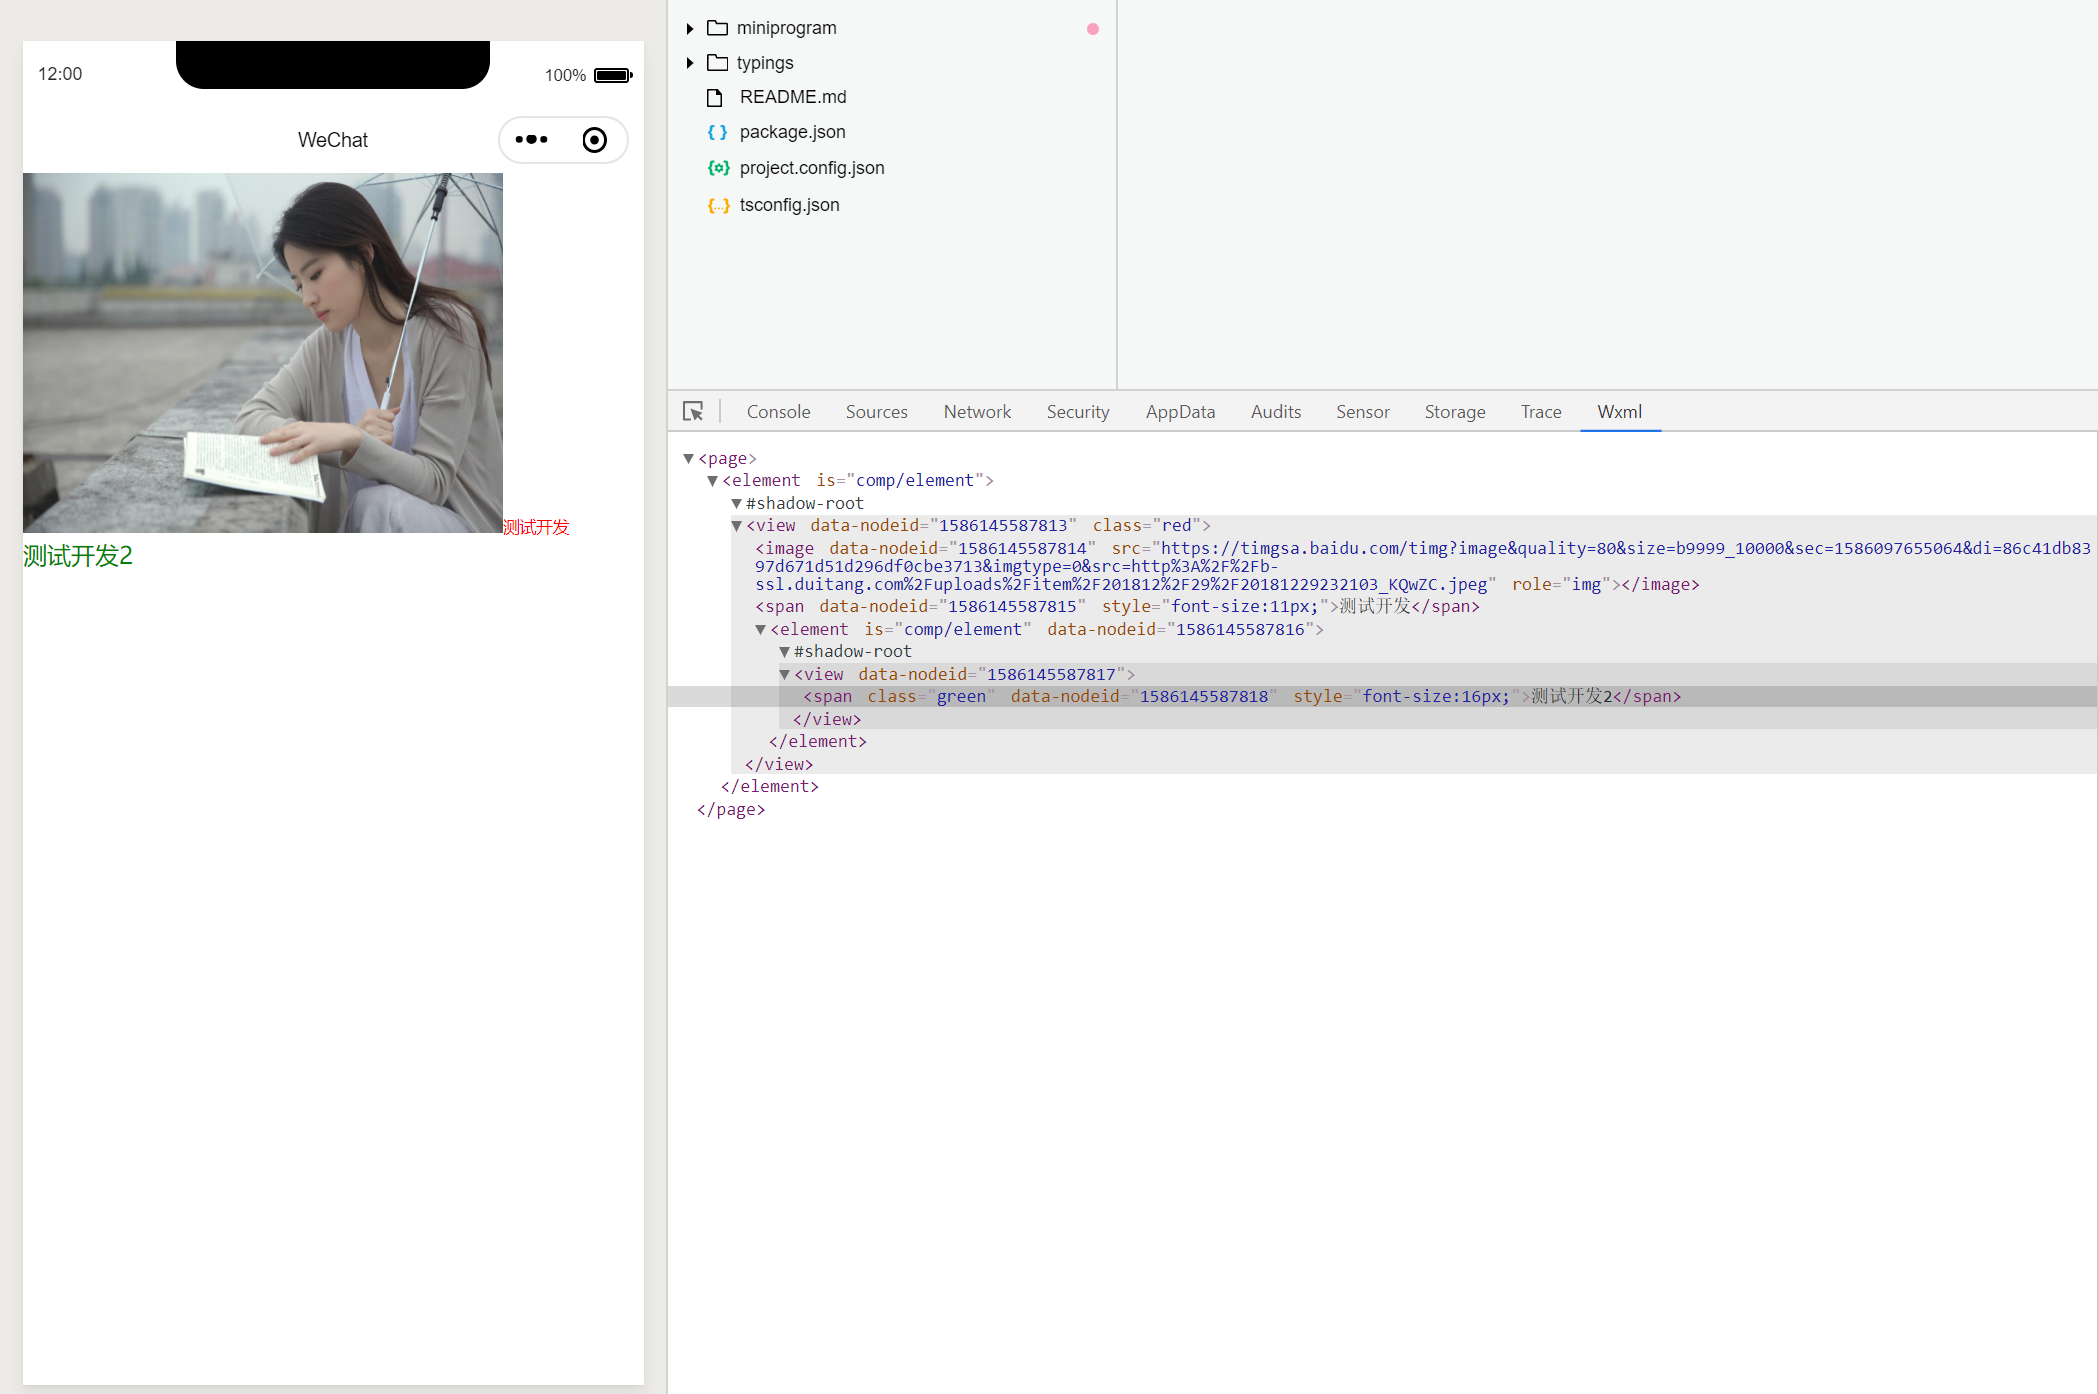 12:00
100%
WeChat
测试开发
测试开发2
miniprogram
typings
README.md
package.json
project.config.json
tsconfig.json
Console Sources Network Security AppData Audits Sensor Storage Trace Wxml
<page>
<element is="comp/element">
#shadow-root
<view data-nodeid="1586145587813" class="red">
<image data-nodeid="1586145587814" src="https://timgsa.baidu.com/timg?image&quality=80&size=b9999_10000&sec=1586097655064&di=86c41db83
97d671d51d296df0cbe3713&imgtype=0&src=http%3A%2F%2Fb-
ssl.duitang.com%2Fuploads%2Fitem%2F201812%2F29%2F20181229232103_KQwZC.jpeg" role="img"></image>
<span data-nodeid="1586145587815" style="font-size:11px;">测试开发</span>
<element is="comp/element" data-nodeid="1586145587816">
#shadow-root
<view data-nodeid="1586145587817">
<span class="green" data-nodeid="1586145587818" style="font-size:16px;">测试开发2</span>
</view>
</element>
</view>
</element>
</page>